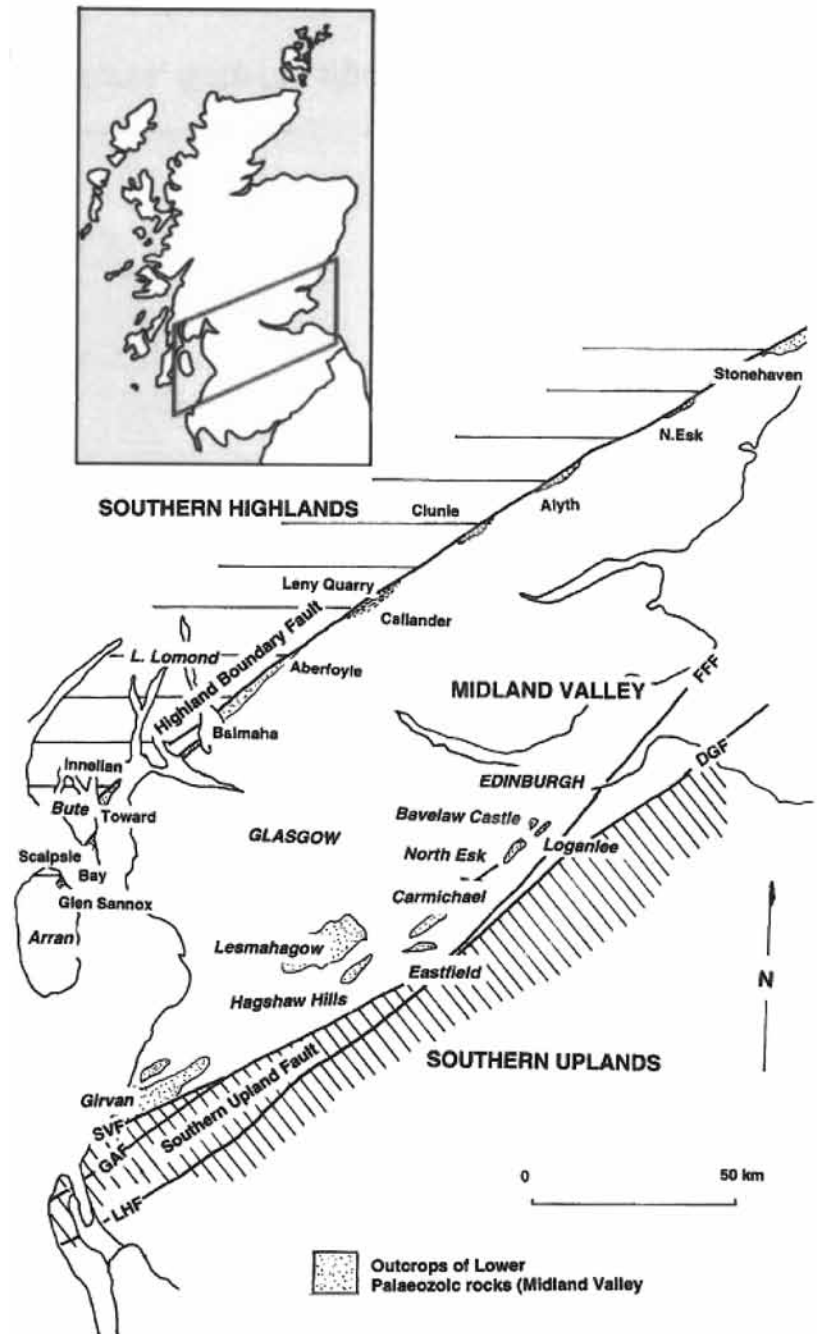 Stonehaven
N.Esk
SOUTHERN HIGHLANDS
Clunie
Alyth
Leny Quarry
Callander
Highland Boundary Fault
L. Lomond
Aberfoyle
MIDLAND VALLEY
FFF
Balmaha
DGF
Innellan
EDINBURGH
Bute
Toward
Bavelaw Castle
GLASGOW
Loganlee
North Esk
Scalpsie
Bay
Carmichael
Glen Sannox
Arran
Lesmahagow
Eastfield
N
Hagshaw Hills
SOUTHERN UPLANDS
Southern Upland Fault
Girvan
SVF
GAF
LHF
0
50 km
Outcrops of Lower
Palaeozoic rocks (Midland Valley